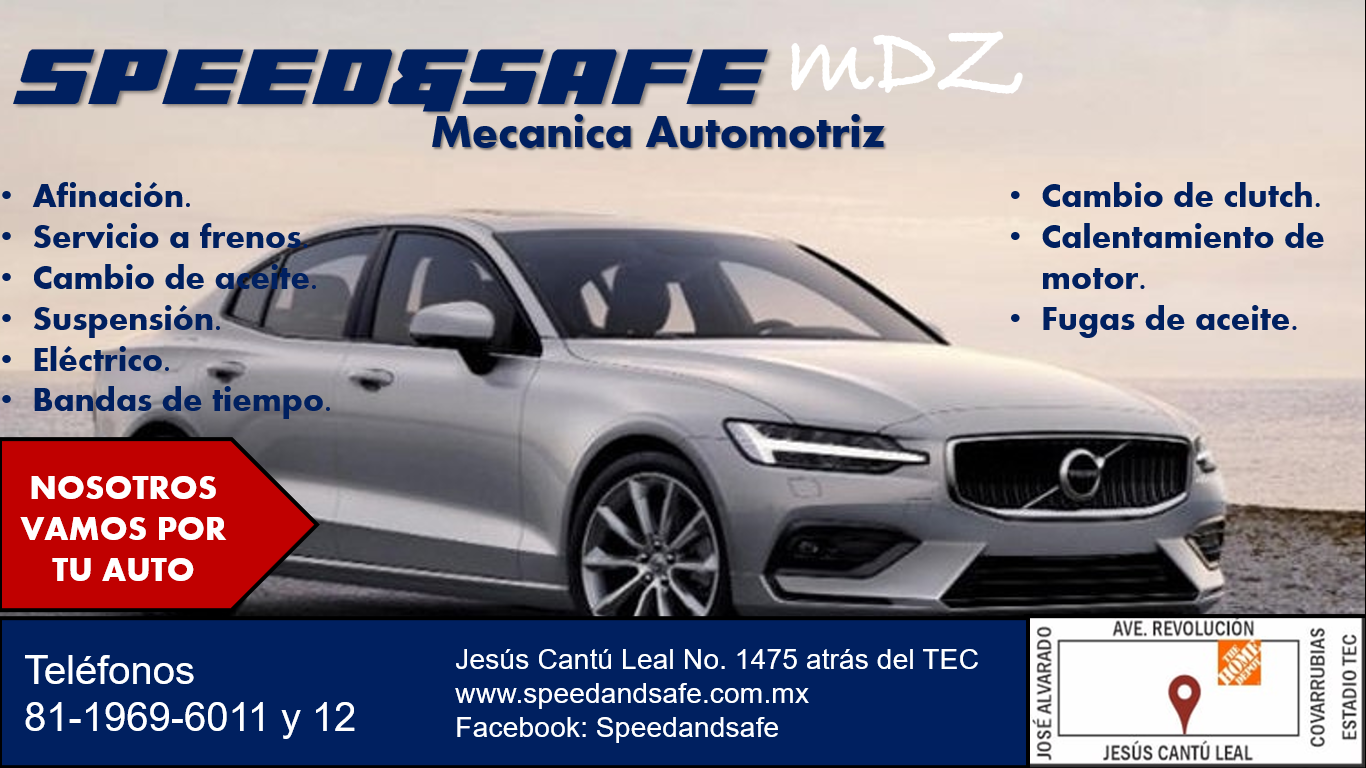 SPEED&SAFE MDZ
Mecanica Automotriz
• Afinación.
• Servicio a frenos.
• Cambio de aceite.
• Suspensión.
• Eléctrico.
• Bandas de tiempo.
• Cambio de clutch.
• Calentamiento de
motor.
• Fugas de aceite.
NOSOTROS
VAMOS POR
TU AUTO
Teléfonos
81-1969-6011 y 12
Jesús Cantú Leal No. 1475 atrás del TEC
www.speedandsafe.com.mx
Facebook: Speedandsafe
AVE. REVOLUCIÓN
JOSÉ ALVARADO
THE
HOME
DEPOT
COVARRUBIAS
ESTADIO TEC
JESÚS CANTÚ LEAL